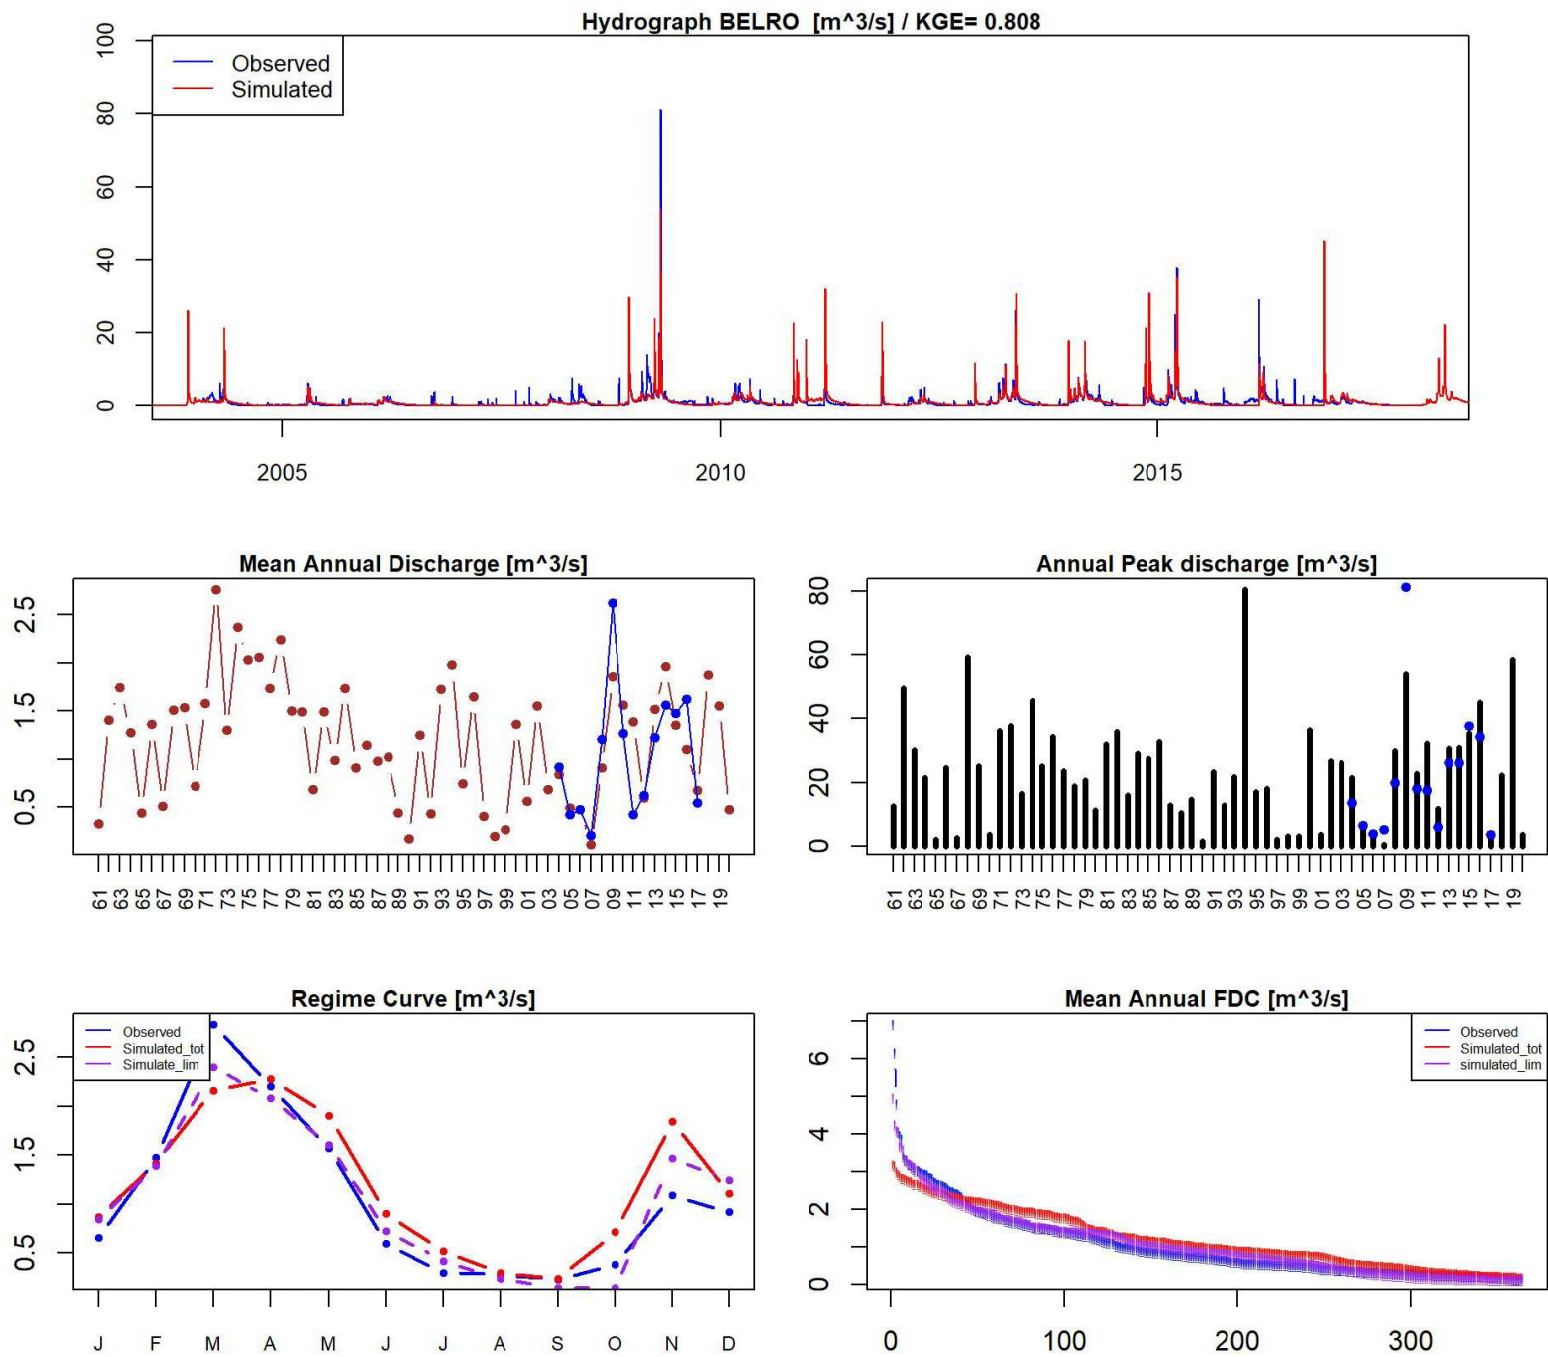 Hydrograph BELRO [m^3/s] / KGE= 0.808
Observed
Simulated
100
80
60
40
20
0
2005 2010 2015
Mean Annual Discharge [m^3/s]
2.5
1.5
0.5
61 63 65 67 69 71 73 75 77 79 81 83 85 87 89 91 93 95 97 99 01 03 05 07 09 11 13 15 17 19
Annual Peak discharge [m^3/s]
80
60
40
20
0
61 63 65 67 69 71 73 75 77 79 81 83 85 87 89 91 93 95 97 99 01 03 05 07 09 11 13 15 17 19
Regime Curve [m^3/s]
Observed
Simulated_tot
Simulate_lim
2.5
1.5
0.5
J F M A M J J A S O N D
Mean Annual FDC [m^3/s]
Observed
Simulated_tot
simulated_lim
6
4
2
0
0 100 200 300